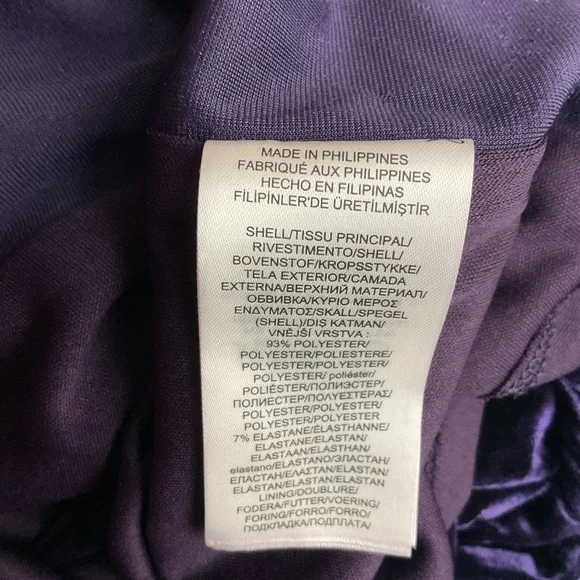 MADE IN PHILIPPINES
FABRIQUÉ AUX PHILIPPINES
HECHO EN FILIPINAS
FİLİPİNLER'DE ÜRETİLMİŞTİR
SHELL/TISSU PRINCIPAL/
RIVESTIMENTO/SHELL/
BOVENSTOF/KROPSSTYKKE/
TELA EXTERIOR/CAMADA
EXTERNA/ВЕРХНИЙ МАТЕРИАЛ/
ОБВИВКА/ΚΥΡΙΟ ΜΕΡΟΣ
ΕΝΔΥΜΑΤΟΣ/SKALL/SPEGEL
(SHELL)/DIŞ KATMAN/
VNĚJŠÍ VRSTVA :
93% POLYESTER/
POLYESTER/POLIESTERE/
POLYESTER/POLYESTER/
POLYESTER/ poliéster/
POLIÉSTER/ПОЛИЭСТЕР/
ПОЛИЕСТЕР/ΠΟΛΥΕΣΤΕΡΑΣ/
POLYESTER/POLYESTER/
POLYESTER/POLYESTER
7% ELASTANE/ÉLASTHANNE/
ELASTAN/ELASTANE/
ELASTAAN/ELASTHAN/
elastano/ELASTANO/ЭЛАСТАН/
ЕЛАСТАН/ΕΛΑΣΤΑΝ/ELASTAN/
ELASTAN/ELASTAN/ELASTAN
LINING/DOUBLURE/
FODERA/FUTTER/VOERING/
FORING/FORRO/FORRO/
ПОДКЛАДКА/ПОДПЛАТА/